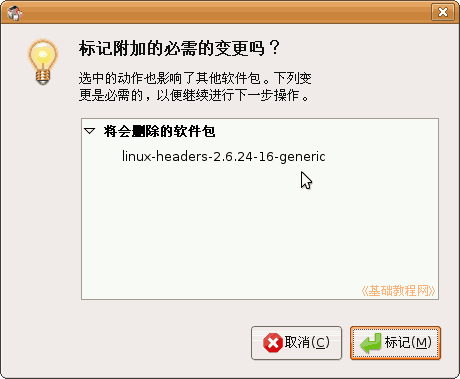 标记附加的必需的变更吗？
选中的动作也影响了其他软件包。下列变
更是必需的，以便继续进行下一步操作。
将会删除的软件包
linux-headers-2.6.24-16-generic
《基础教程网》
取消(C)
标记(M)